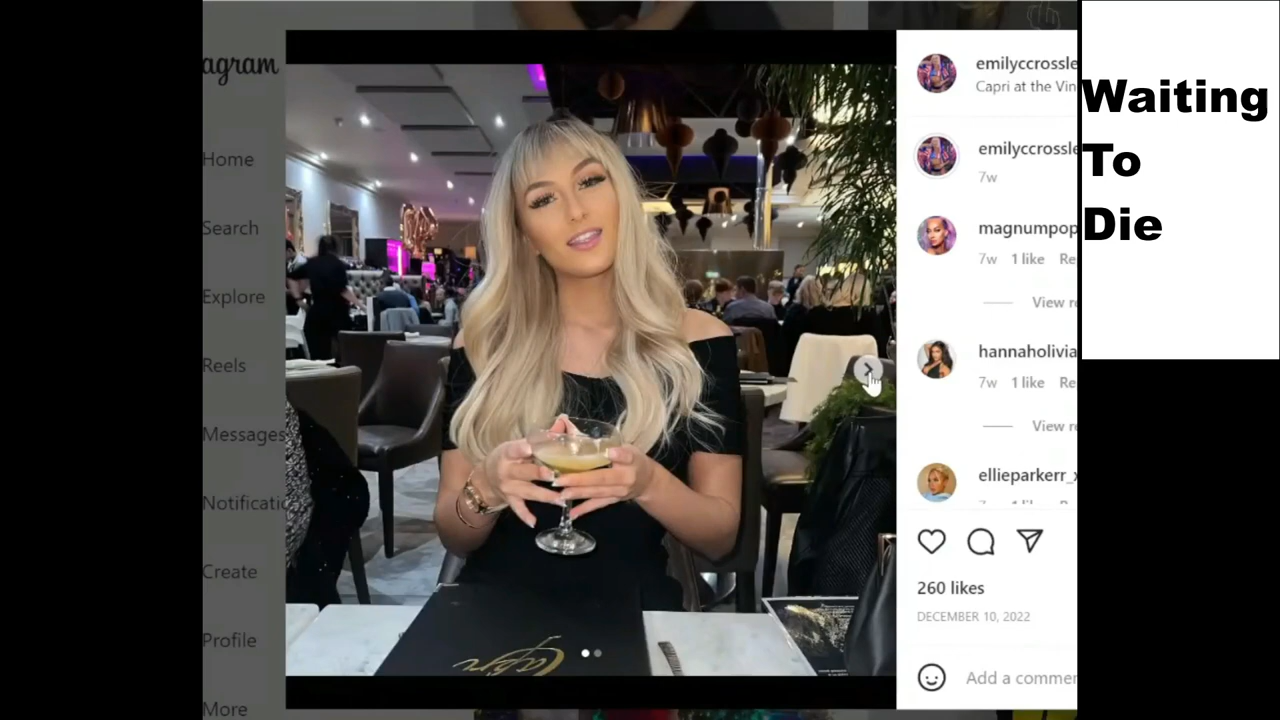 agram
Home
Search
Explore
Reels
Messages
Notificatio
Create
Profile
More
Capri
emilyccrossle
Capri at the Vin
emilyccrossle
7w
magnumpop
7w 1 like Re
View re
hannaholivia
7w 1 like Re
View re
ellieparkerr_x
260 likes
DECEMBER 10, 2022
Add a commen
Waiting
To
Die